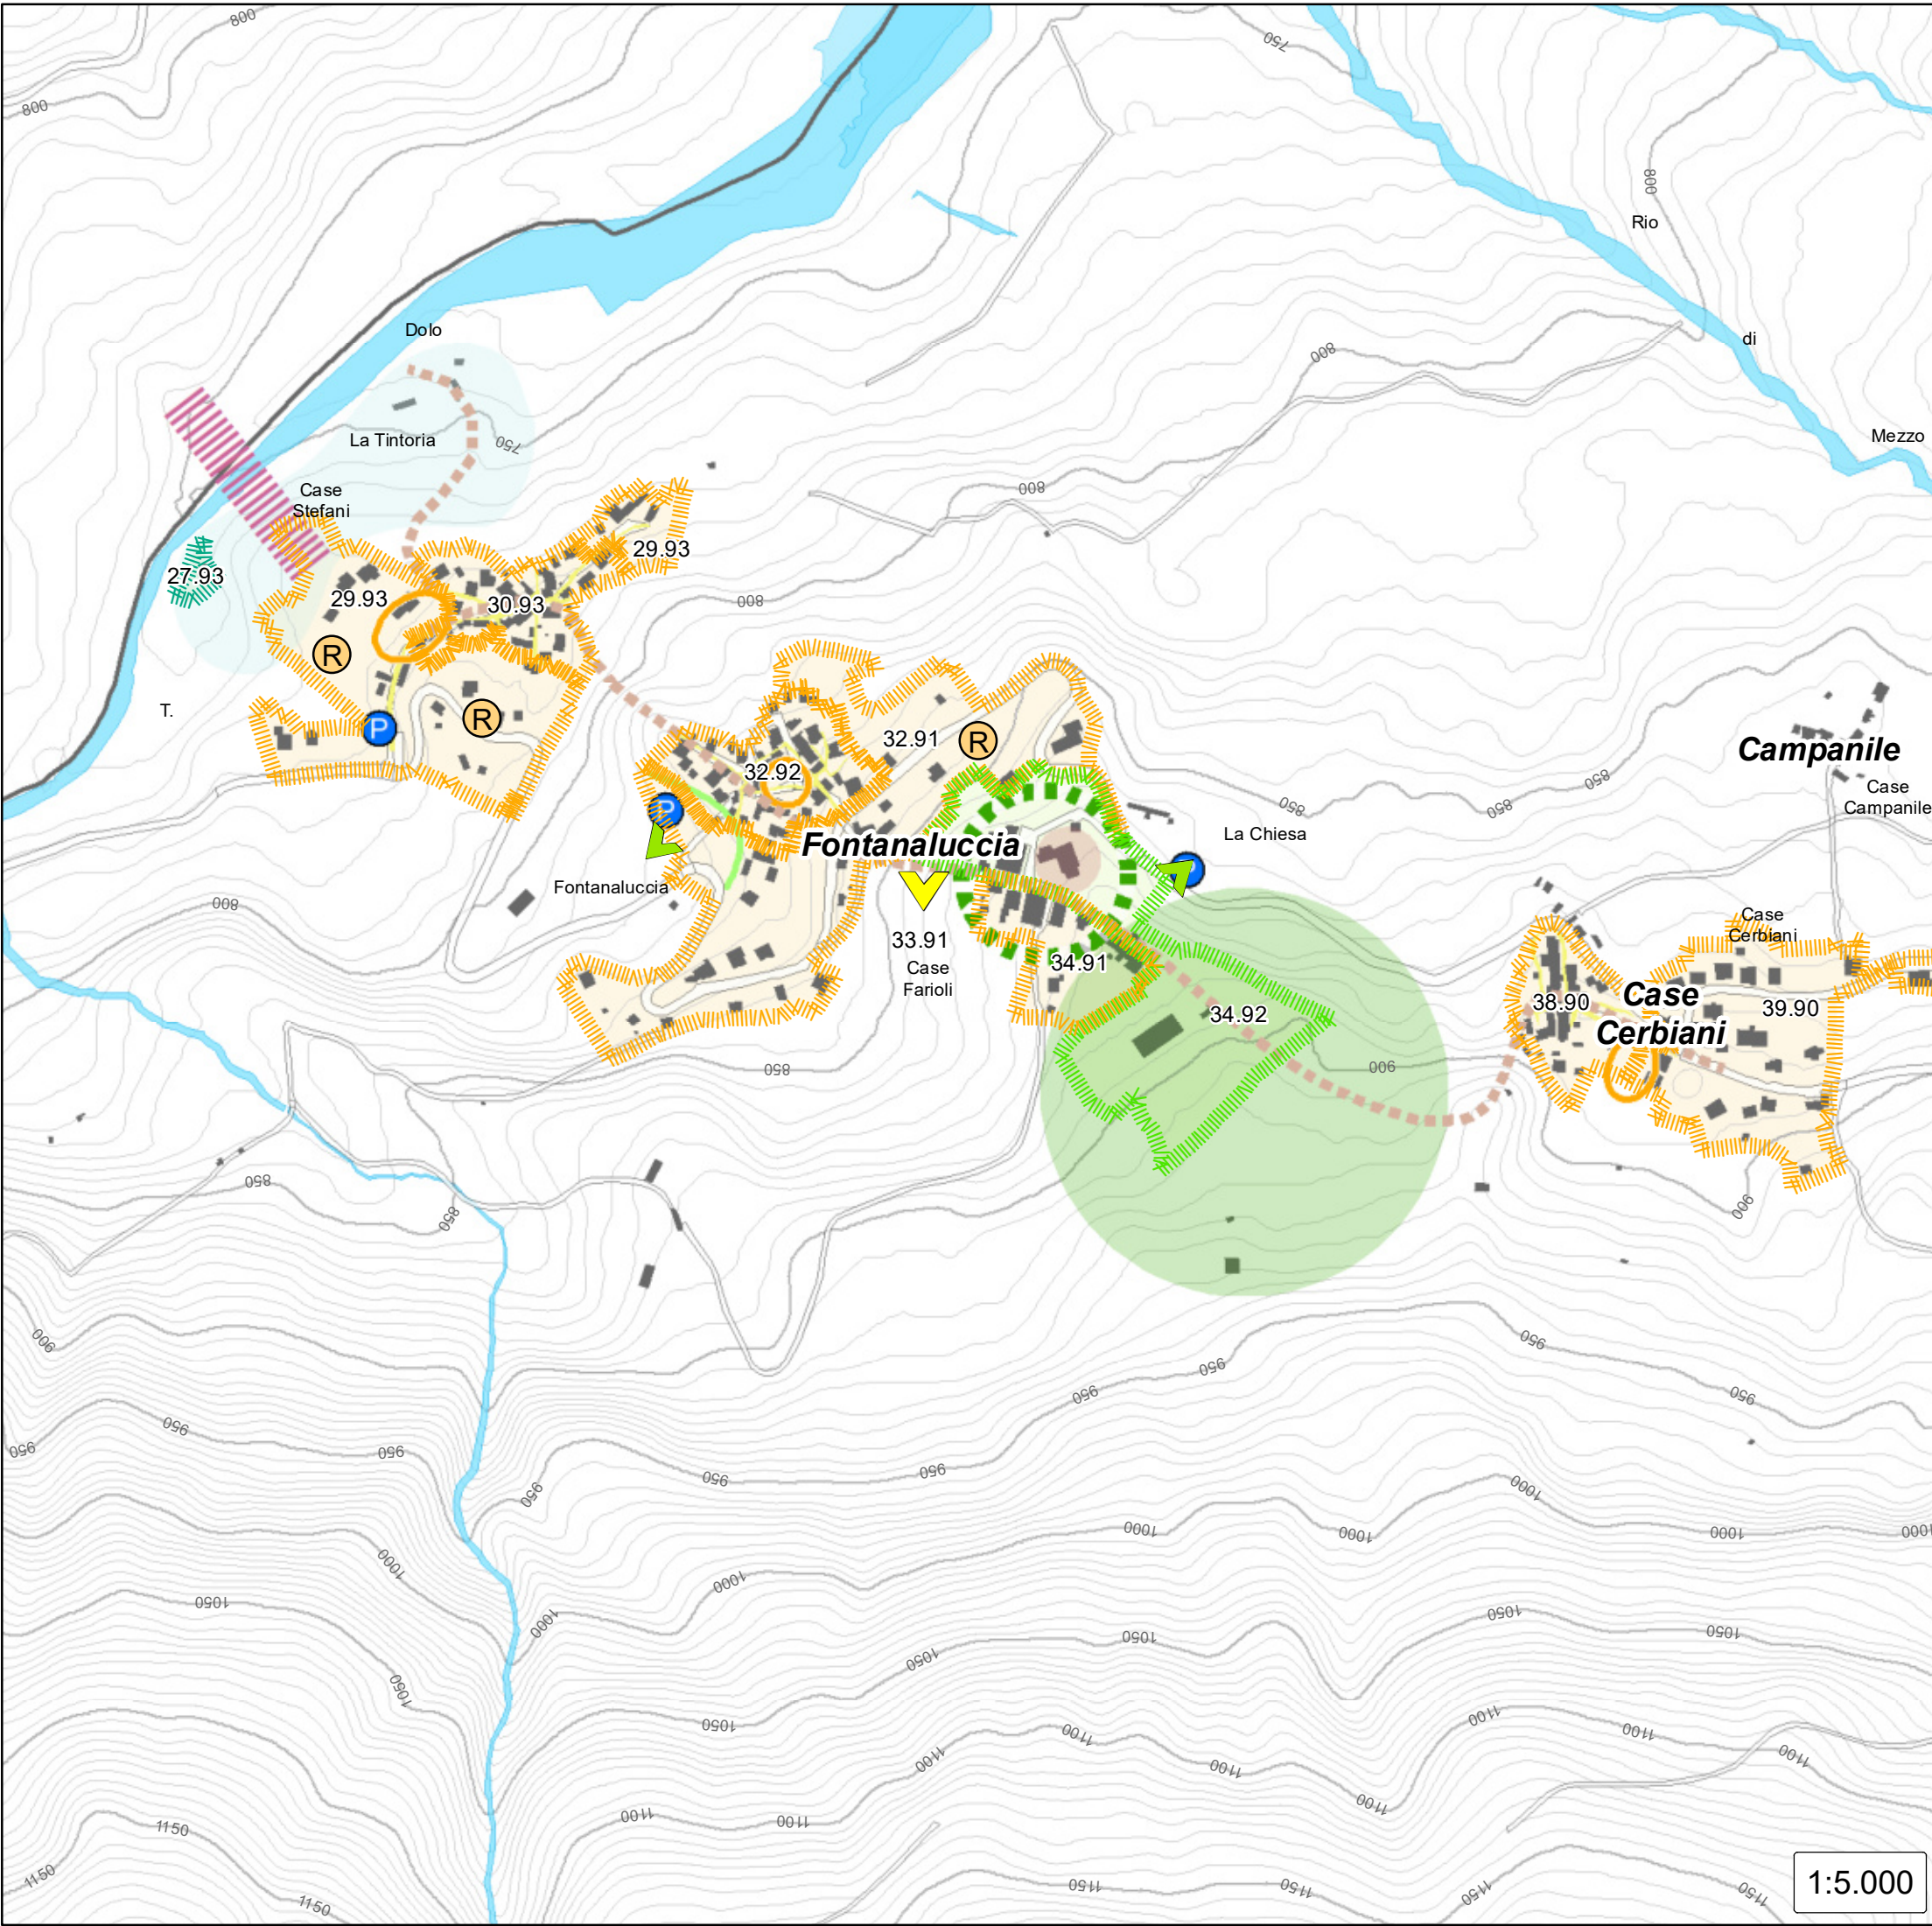 800
800
750
800
Rio
Dolo
di
800
Mezzo
La Tintoria
750
Case
Stefani
800
29.93
27.93
29.93
30.93
800
R
T.
R
P
32.91
R
Campanile
32.92
850
850
850
Case
Campanile
P
La Chiesa
Fontanaluccia
Fontanaluccia
800
33.91
Case
Farioli
34.91
34.92
Case
Cerbiani
38.90
Case
Cerbiani
39.90
850
900
850
850
900
900
950
950
950
950
950
950
950
950
950
950
1000
1000
1000
1000
1000
1000
1000
1000
1050
1050
1050
1050
1050
1050
1050
1100
1100
1100
1100
1100
1100
1100
1100
1150
1150
1150
1150
1150
1150
1150
1:5.000